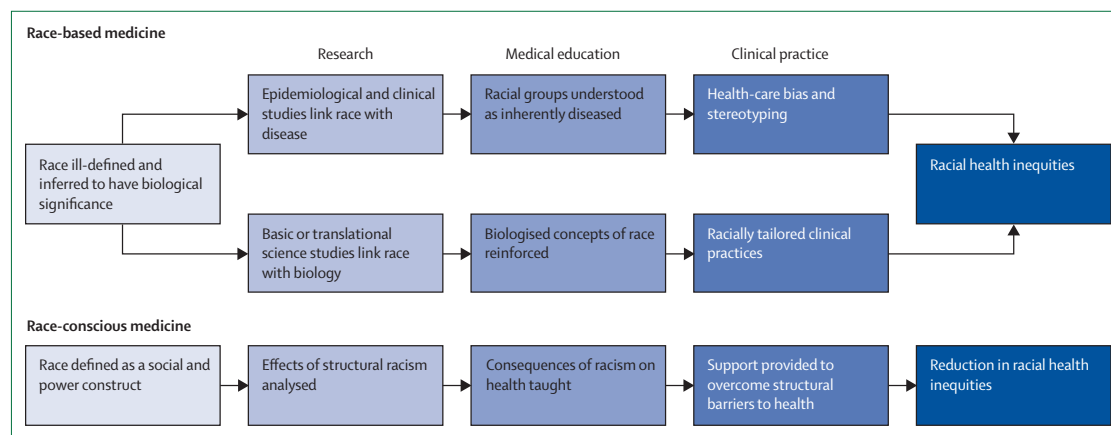 Race-based medicine
Research
Medical education
Clinical practice
Epidemiological and clinical
studies link race with
disease
Racial groups understood
as inherently diseased
Health-care bias and
stereotyping
Race ill-defined and
inferred to have biological
significance
Racial health inequities
Basic or translational
science studies link race
with biology
Biologised concepts of race
reinforced
Racially tailored clinical
practices
Race-conscious medicine
Race defined as a social and
power construct
Effects of structural racism
analysed
Consequences of racism on
health taught
Support provided to
overcome structural
barriers to health
Reduction in racial health
inequities